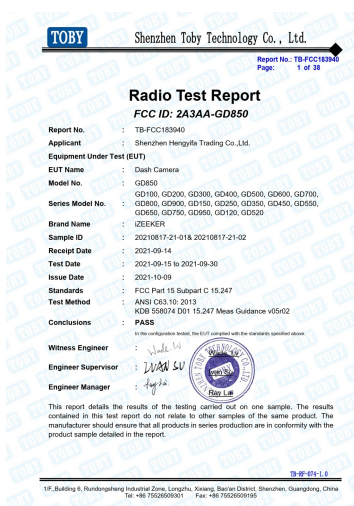 TOBY
Shenzhen Toby Technology Co., Ltd.
Report No.: TB-FCC183940
Page: 1 of 38
Radio Test Report
FCC ID: 2A3AA-GD850
Report No. : TB-FCC183940
Applicant : Shenzhen Hengyifa Trading Co.,Ltd.
Equipment Under Test (EUT)
EUT Name : Dash Camera
Model No. : GD850
GD100, GD200, GD300, GD400, GD500, GD600, GD700,
Series Model No. : GD800, GD900, GD150, GD250, GD350, GD450, GD550,
GD650, GD750, GD950, GD120, GD520
Brand Name : iZEEKER
Sample ID : 20210817-21-01& 20210817-21-02
Receipt Date : 2021-09-14
Test Date : 2021-09-15 to 2021-09-30
Issue Date : 2021-10-09
Standards : FCC Part 15 Subpart C 15.247
Test Method : ANSI C63.10: 2013
KDB 558074 D01 15.247 Meas Guidance v05r02
Conclusions : PASS
In the configuration tested, the EUT complied with the standards specified above.
Witness Engineer :
Engineer Supervisor :
Engineer Manager :
Ray Lai
This report details the results of the testing carried out on one sample. The results
contained in this test report do not relate to other samples of the same product. The
manufacturer should ensure that all products in series production are in conformity with the
product sample detailed in the report.
TB-RF-074-1.0
1/F.,Building 6, Rundongsheng Industrial Zone, Longzhu, Xixiang, Bao'an District, Shenzhen, Guangdong, China
Tel: +86 75526509301 Fax: +86 75526509195